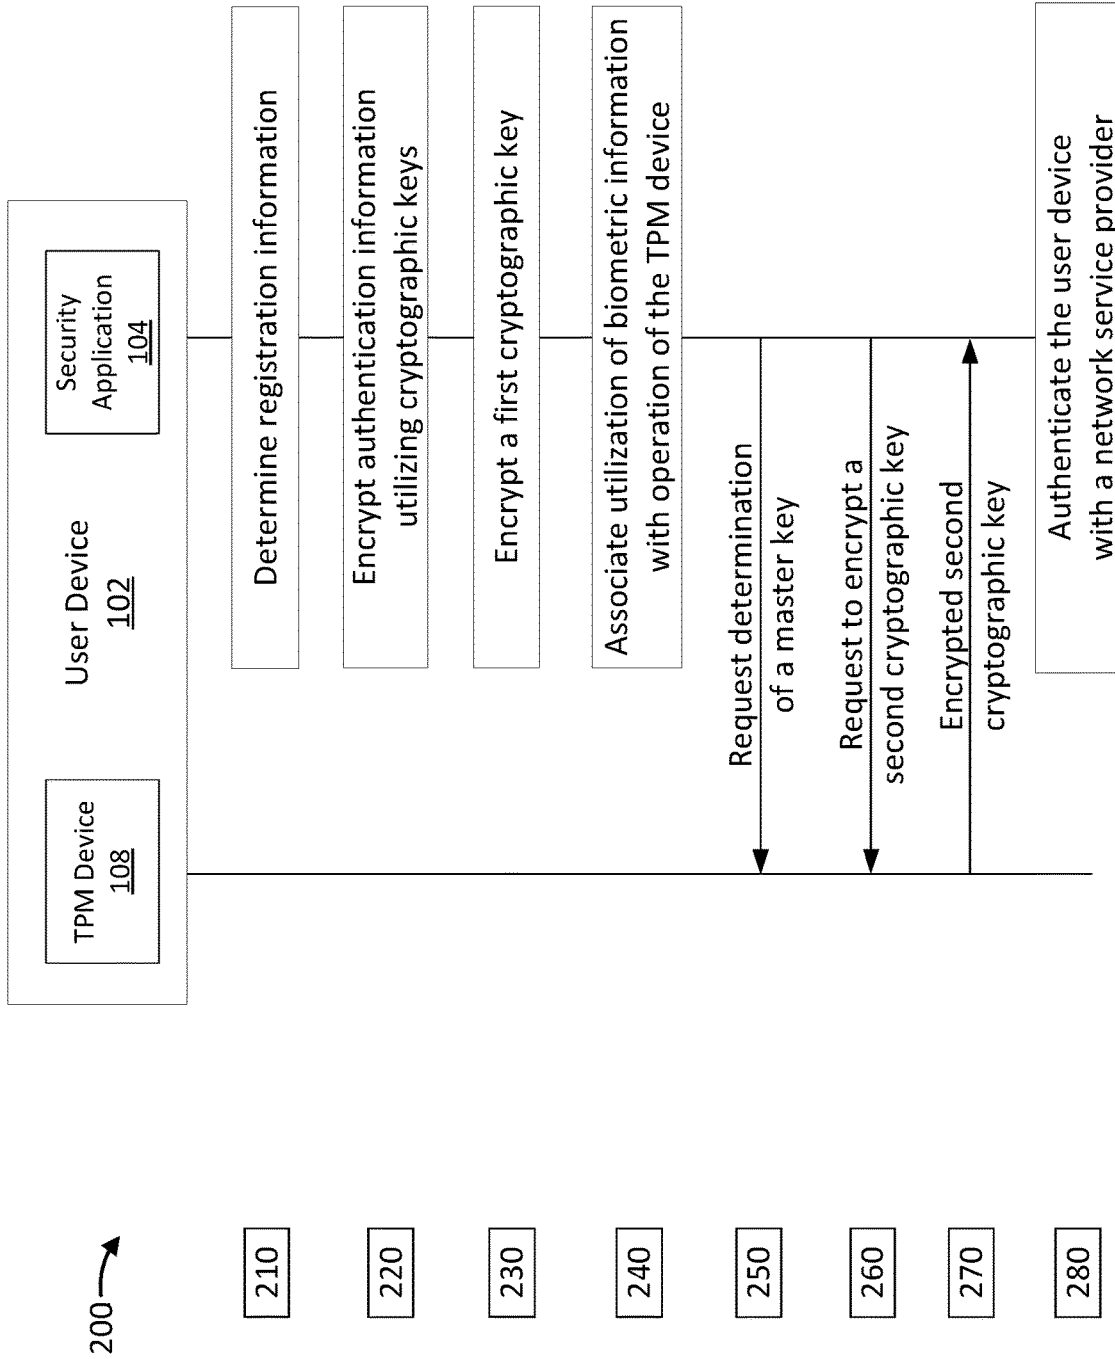 200
User Device
102
TPM Device
108
Security
Application
104
210
Determine registration information
220
Encrypt authentication information
utilizing cryptographic keys
230
Encrypt a first cryptographic key
240
Associate utilization of biometric information
with operation of the TPM device
250
Request determination
of a master key
260
Request to encrypt a
second cryptographic key
270
Encrypted second
cryptographic key
280
Authenticate the user device
with a network service provider